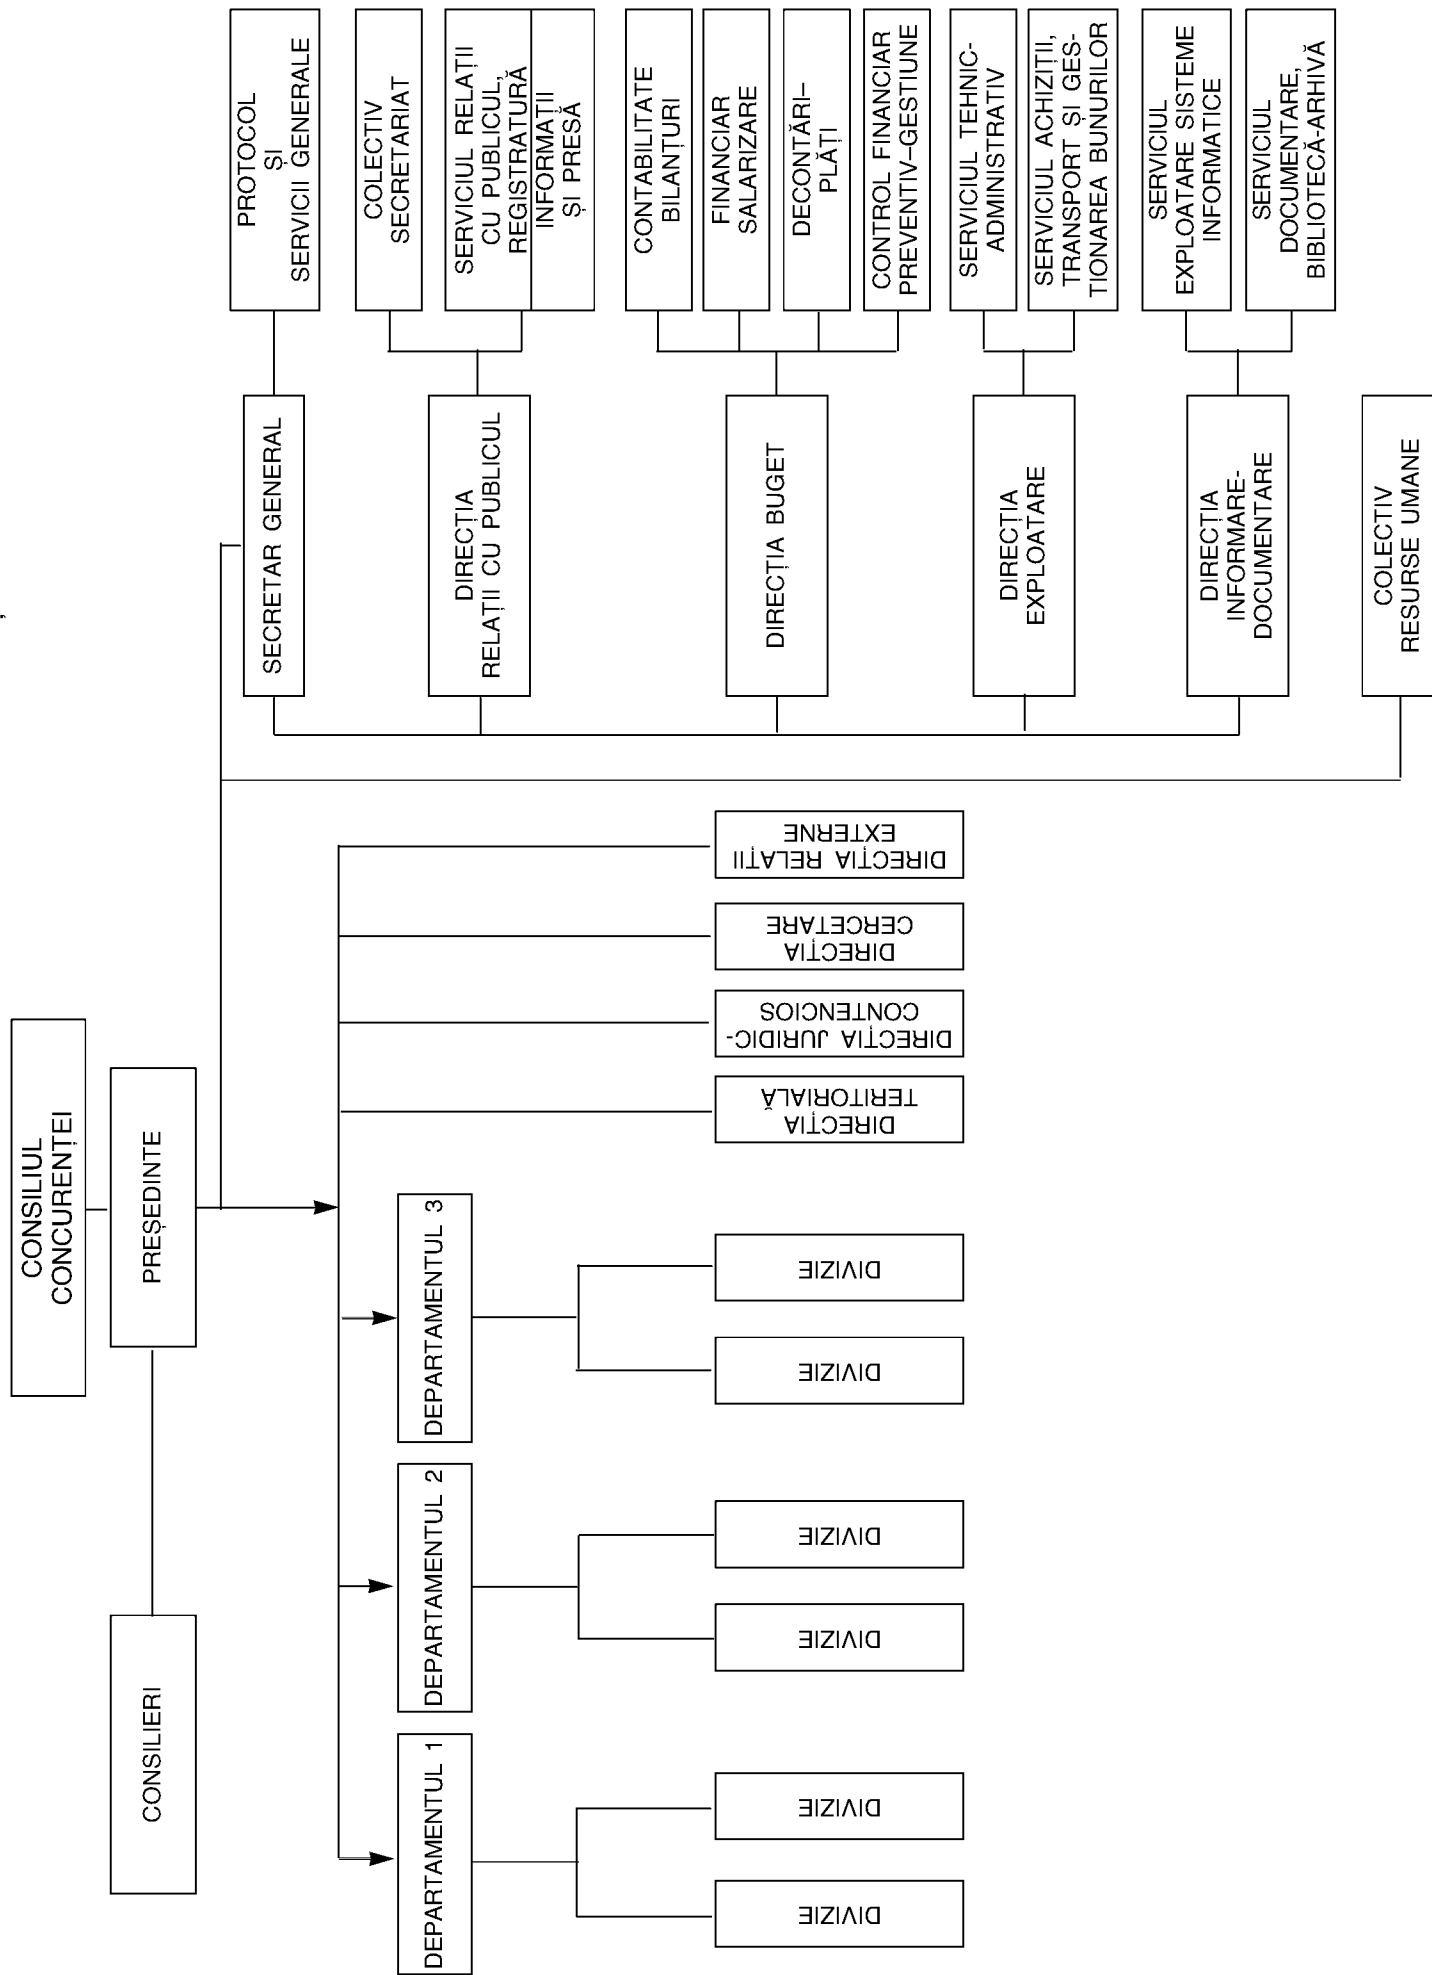 CONSILIUL
CONCURENȚEI
PREȘEDINTE
CONSILIERI
DEPARTAMENTUL 1
DEPARTAMENTUL 2
DEPARTAMENTUL 3
DIVIZIE
DIVIZIE
DIVIZIE
DIVIZIE
DIVIZIE
DIVIZIE
DIRECȚIA
TERITORIALĂ
DIRECȚIA JURIDIC-
CONTENCIOS
DIRECȚIA
CERCETARE
DIRECȚIA RELAȚII
EXTERNE
SECRETAR GENERAL
PROTOCOL
ȘI
SERVICII GENERALE
DIRECȚIA
RELAȚII CU PUBLICUL
COLECTIV
SECRETARIAT
SERVICIUL RELAȚII
CU PUBLICUL,
REGISTRATURĂ
INFORMAȚII
ȘI PRESĂ
DIRECȚIA BUGET
CONTABILITATE
BILANȚURI
FINANCIAR
SALARIZARE
DECONTĂRI–
PLĂȚI
CONTROL FINANCIAR
PREVENTIV–GESTIUNE
DIRECȚIA
EXPLOATARE
SERVICIUL TEHNIC-
ADMINISTRATIV
SERVICIUL ACHIZIȚII,
TRANSPORT ȘI GES-
TIONAREA BUNURILOR
DIRECȚIA
INFORMARE-
DOCUMENTARE
SERVICIUL
EXPLOATARE SISTEME
INFORMATICE
SERVICIUL
DOCUMENTARE,
BIBLIOTECĂ-ARHIVĂ
COLECTIV
RESURSE UMANE